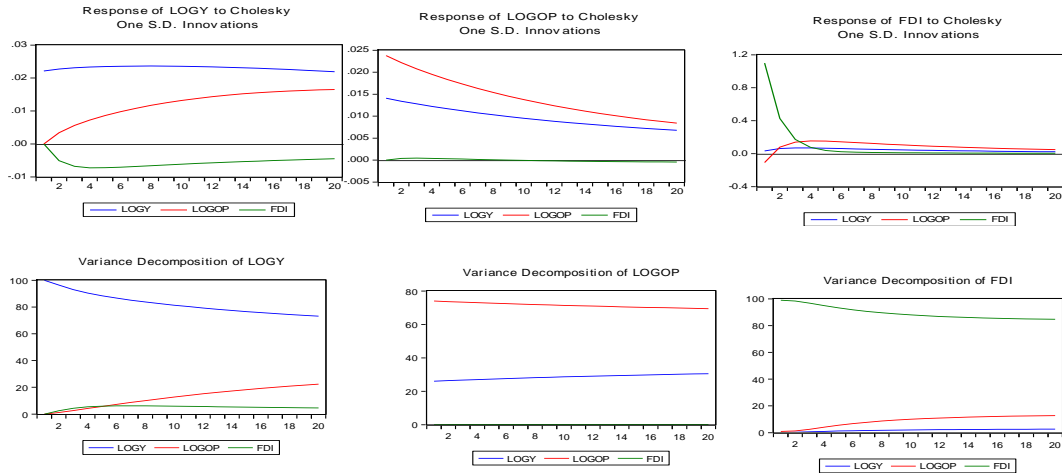 Response of LOGY to Cholesky
One S.D. Innovations
.03
.02
.01
.00
-.01
2 4 6 8 10 12 14 16 18 20
LOGY LOGOP FDI
Response of LOGOP to Cholesky
One S.D. Innovations
.025
.020
.015
.010
.005
.000
-.005
2 4 6 8 10 12 14 16 18 20
LOGY LOGOP FDI
Response of FDI to Cholesky
One S.D. Innovations
1.2
0.8
0.4
0.0
-0.4
2 4 6 8 10 12 14 16 18 20
LOGY LOGOP FDI
Variance Decomposition of LOGY
100
80
60
40
20
0
2 4 6 8 10 12 14 16 18 20
LOGY LOGOP FDI
Variance Decomposition of LOGOP
80
60
40
20
0
2 4 6 8 10 12 14 16 18 20
LOGY LOGOP FDI
Variance Decomposition of FDI
100
80
60
40
20
0
2 4 6 8 10 12 14 16 18 20
LOGY LOGOP FDI